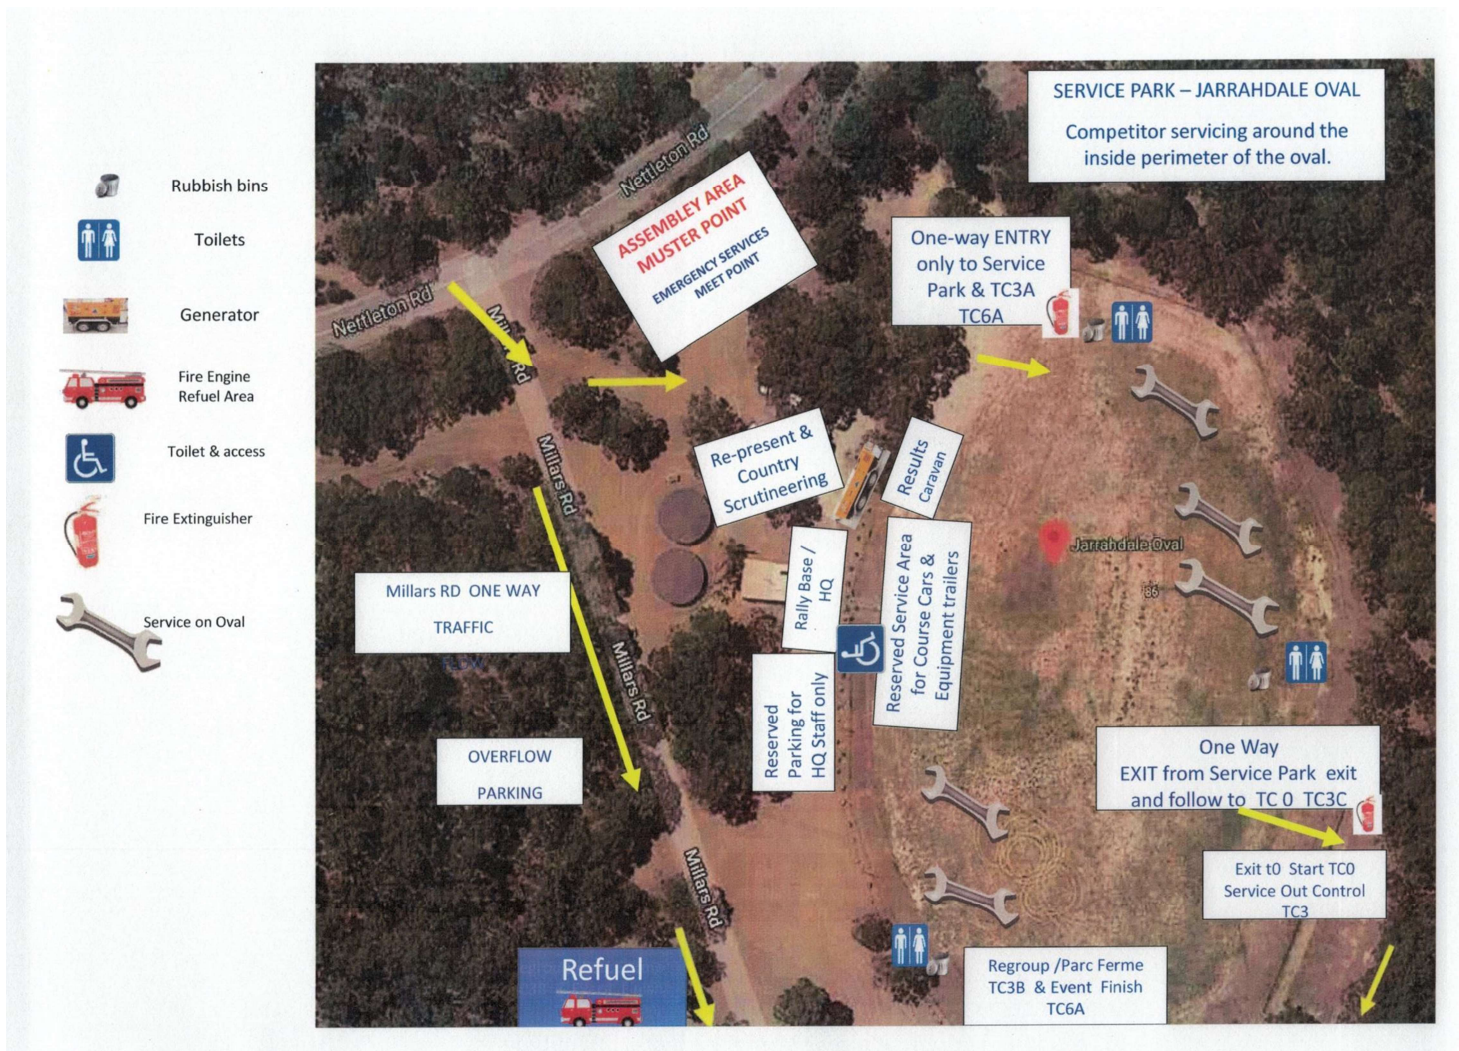 Rubbish bins
Toilets
Generator
Fire Engine
Refuel Area
Toilet & access
Fire Extinguisher
Service on Oval
SERVICE PARK – JARRAHDALE OVAL
Competitor servicing around the
inside perimeter of the oval.
Nettleton Rd
ASSEMBLEY AREA
MUSTER POINT
EMERGENCY SERVICES
MEET POINT
One-way ENTRY
only to Service
Park & TC3A
TC6A
Nettleton Rd
Millars Rd
Re-present &
Country
Scrutineering
Results
Caravan
Millars Rd
Jarrahdale Oval
86
Rally Base /
HQ
Reserved Service Area
for Course Cars &
Equipment trailers
Millars RD ONE WAY
TRAFFIC
FLOW
Millars Rd
Reserved
Parking for
HQ Staff only
OVERFLOW
PARKING
One Way
EXIT from Service Park exit
and follow to TC 0 TC3C
Millars Rd
Exit t0 Start TC0
Service Out Control
TC3
Refuel
Regroup /Parc Ferme
TC3B & Event Finish
TC6A